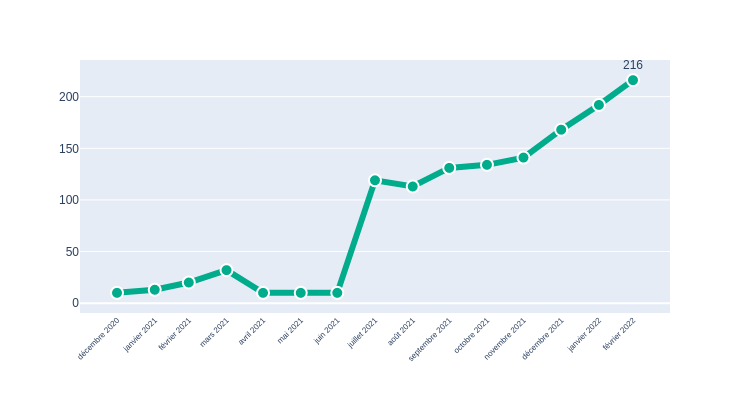 216
200
150
100
50
0
décembre 2020
janvier 2021
février 2021
mars 2021
avril 2021
mai 2021
juin 2021
juillet 2021
août 2021
septembre 2021
octobre 2021
novembre 2021
décembre 2021
janvier 2022
février 2022